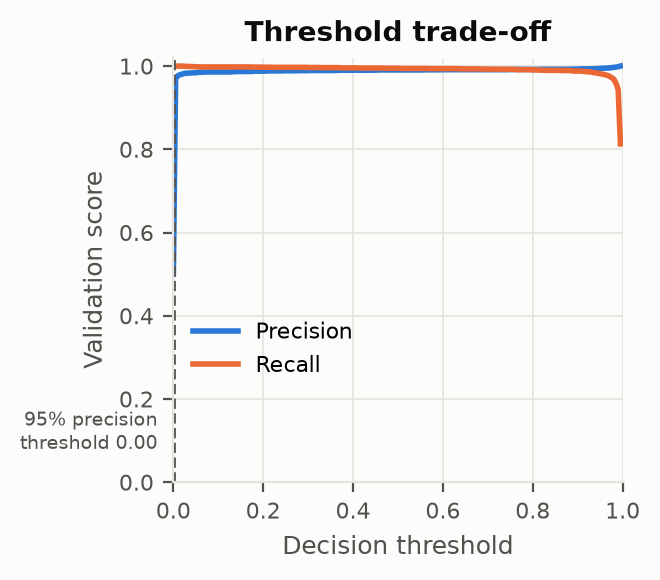 Threshold trade-off
1.0
0.8
0.6
0.4
0.2
0.0
Validation score
Precision
Recall
95% precision
threshold 0.00
0.0 0.2 0.4 0.6 0.8 1.0
Decision threshold